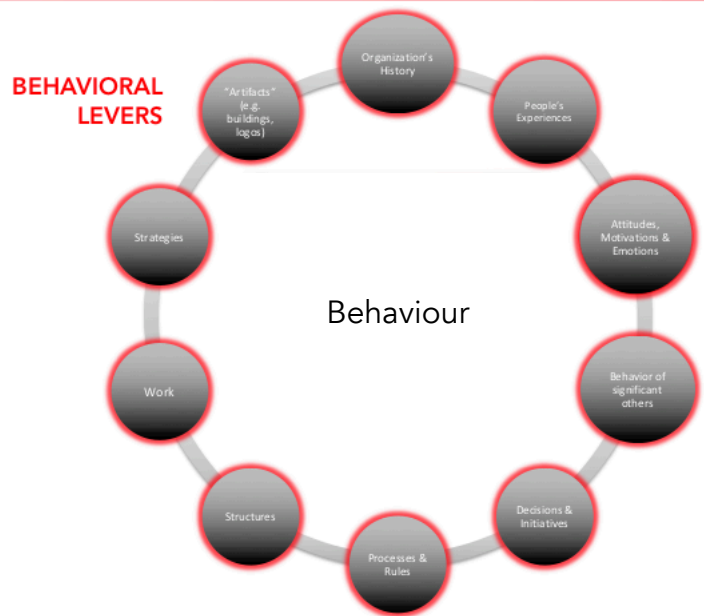 BEHAVIORAL
LEVERS
Organization's
History
People's
Experiences
Attitudes,
Motivations &
Emotions
Behavior of
significant
others
Decisions &
Initiatives
Processes &
Rules
Structures
Work
Strategies
"Artifacts"
(e.g.
buildings,
logos)
Behaviour